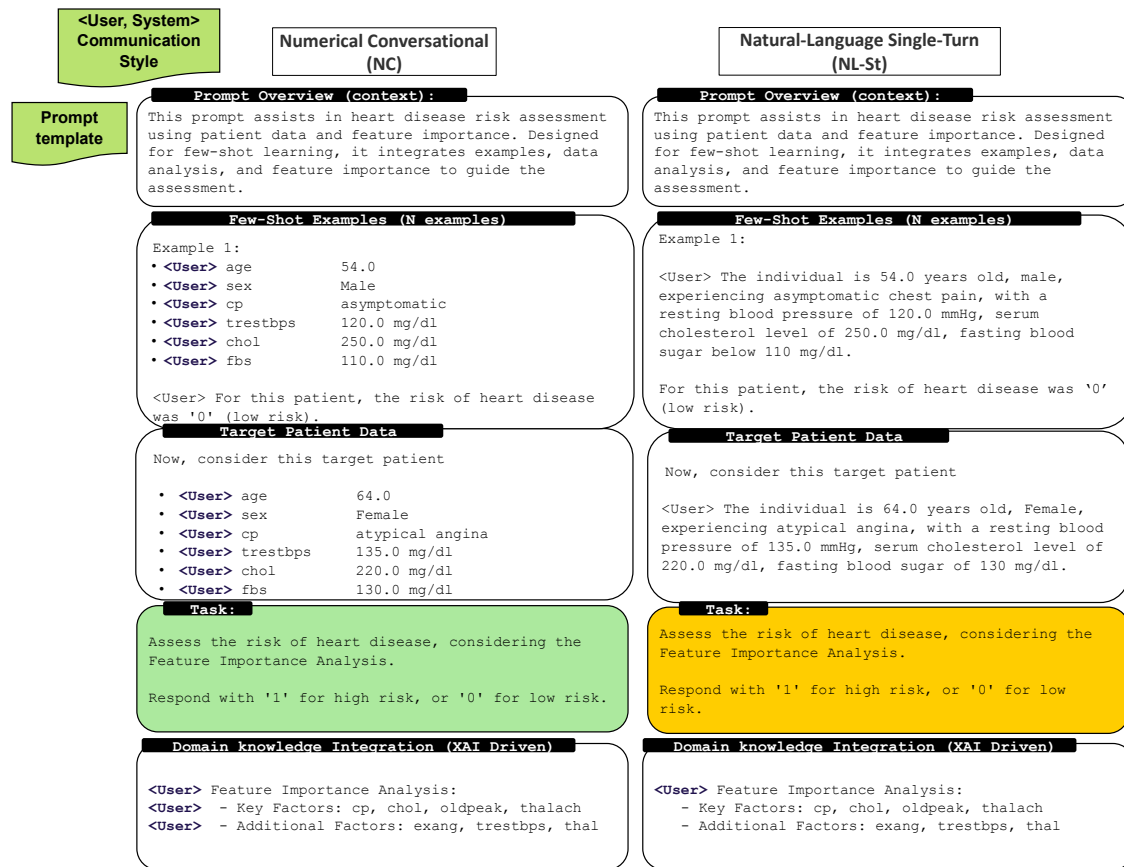 <User, System>
Communication
Style
Numerical Conversational
(NC)
Natural-Language Single-Turn
(NL-St)
Prompt
template
Prompt Overview (context):
This prompt assists in heart disease risk assessment
using patient data and feature importance. Designed
for few-shot learning, it integrates examples, data
analysis, and feature importance to guide the
assessment.
Few-Shot Examples (N examples)
Example 1:
• <User> age 54.0
• <User> sex Male
• <User> cp asymptomatic
• <User> trestbps 120.0 mg/dl
• <User> chol 250.0 mg/dl
• <User> fbs 110.0 mg/dl
<User> For this patient, the risk of heart disease
was '0' (low risk).
Target Patient Data
Now, consider this target patient
• <User> age 64.0
• <User> sex Female
• <User> cp atypical angina
• <User> trestbps 135.0 mg/dl
• <User> chol 220.0 mg/dl
• <User> fbs 130.0 mg/dl
Task:
Assess the risk of heart disease, considering the
Feature Importance Analysis.
Respond with '1' for high risk, or '0' for low risk.
Domain knowledge Integration (XAI Driven)
<User> Feature Importance Analysis:
<User> - Key Factors: cp, chol, oldpeak, thalach
<User> - Additional Factors: exang, trestbps, thal
Prompt Overview (context):
This prompt assists in heart disease risk assessment
using patient data and feature importance. Designed
for few-shot learning, it integrates examples, data
analysis, and feature importance to guide the
assessment.
Few-Shot Examples (N examples)
Example 1:
<User> The individual is 54.0 years old, male,
experiencing asymptomatic chest pain, with a
resting blood pressure of 120.0 mmHg, serum
cholesterol level of 250.0 mg/dl, fasting blood
sugar below 110 mg/dl.
For this patient, the risk of heart disease was ‘0’
(low risk).
Target Patient Data
Now, consider this target patient
<User> The individual is 64.0 years old, Female,
experiencing atypical angina, with a resting blood
pressure of 135.0 mmHg, serum cholesterol level of
220.0 mg/dl, fasting blood sugar of 130 mg/dl.
Task:
Assess the risk of heart disease, considering the
Feature Importance Analysis.
Respond with '1' for high risk, or '0' for low
risk.
Domain knowledge Integration (XAI Driven)
<User> Feature Importance Analysis:
- Key Factors: cp, chol, oldpeak, thalach
- Additional Factors: exang, trestbps, thal